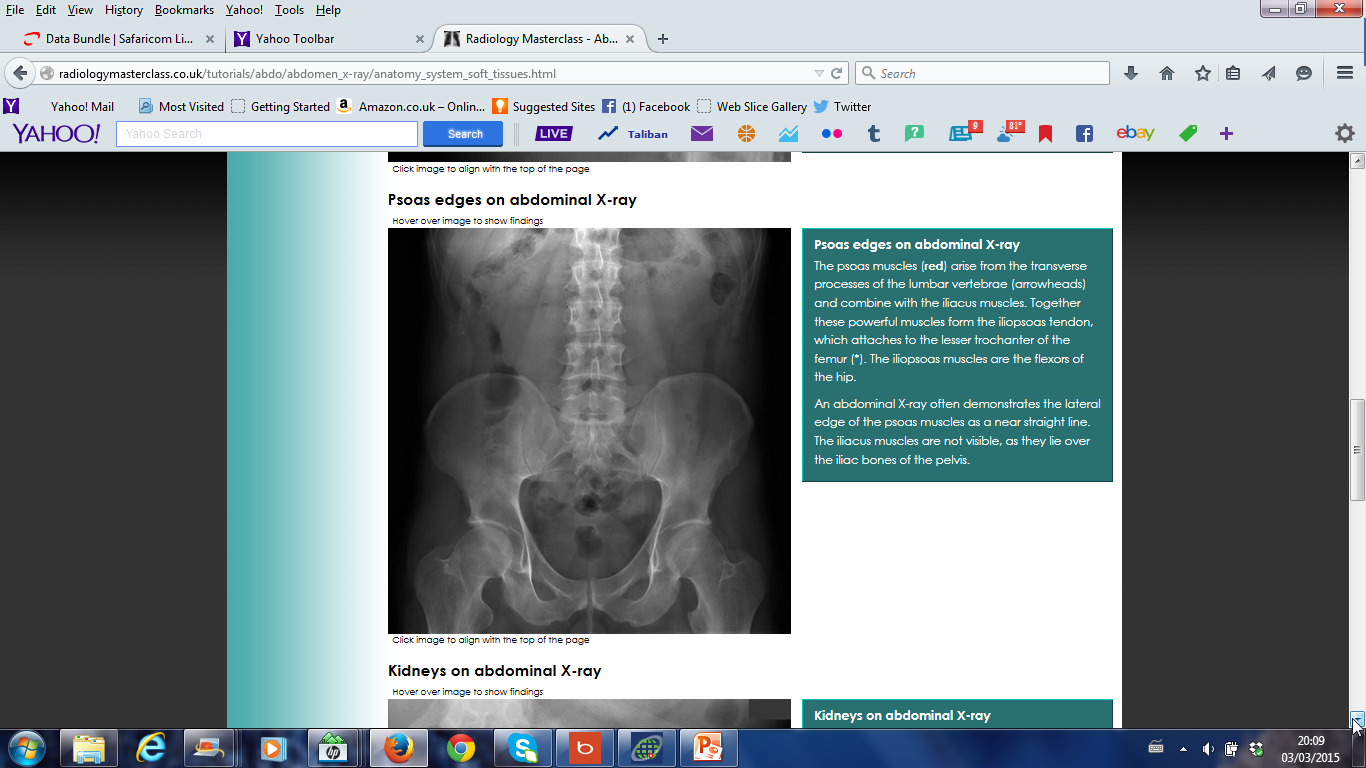 File Edit View History Bookmarks Yahoo! Tools Help
Data Bundle | Safaricom Li... Yahoo Toolbar Radiology Masterclass - Ab...
radiologymasterclass.co.uk/tutorials/abdo/abdomen_x-ray/anatomy_system_soft_tissues.html Search
Yahoo! Mail Most Visited Getting Started Amazon.co.uk – Onlin... Suggested Sites (1) Facebook Web Slice Gallery Twitter
YAHOO! Yahoo Search Search LIVE Taliban 9 81° ebay
Click image to align with the top of the page
Psoas edges on abdominal X-ray
Hover over image to show findings
Psoas edges on abdominal X-ray
The psoas muscles (red) arise from the transverse
processes of the lumbar vertebrae (arrowheads)
and combine with the iliacus muscles. Together
these powerful muscles form the iliopsoas tendon,
which attaches to the lesser trochanter of the
femur (*). The iliopsoas muscles are the flexors of
the hip.
An abdominal X-ray often demonstrates the lateral
edge of the psoas muscles as a near straight line.
The iliacus muscles are not visible, as they lie over
the iliac bones of the pelvis.
Click image to align with the top of the page
Kidneys on abdominal X-ray
Hover over image to show findings
Kidneys on abdominal X-ray
20:09
03/03/2015